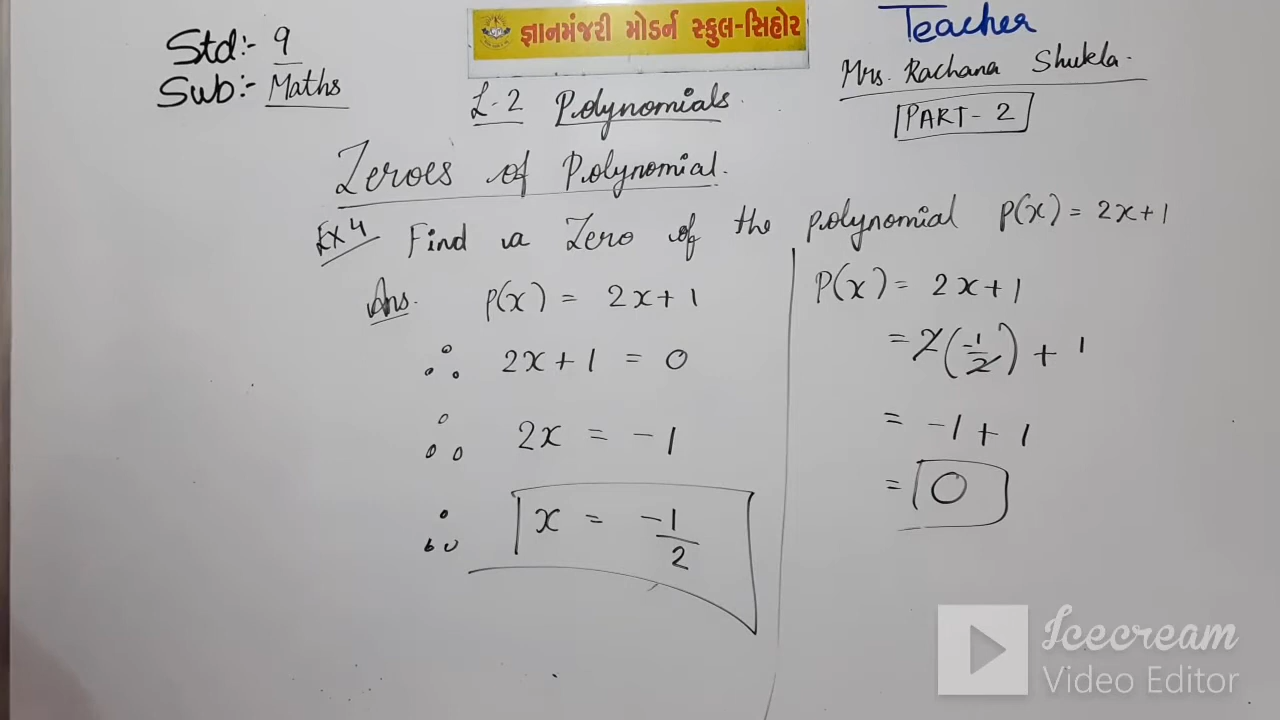 Std:- 9
Sub:- Maths
જ્ઞાનમંજરી મોડર્ન સ્કુલ-સિહોર
Teacher
Mrs. Rachana Shukla.
PART-2
L-2 Polynomials.
Zeroes of Polynomial.
Ex 4 Find a Zero of the polynomial P(x) = 2x+1
Ans. P(x) = 2x+1
∴ 2x+1 = 0
∴ 2x = -1
∴ x = -1/2
P(x) = 2x+1
= 2(-1/2) + 1
= -1 + 1
= 0
Icecream
Video Editor